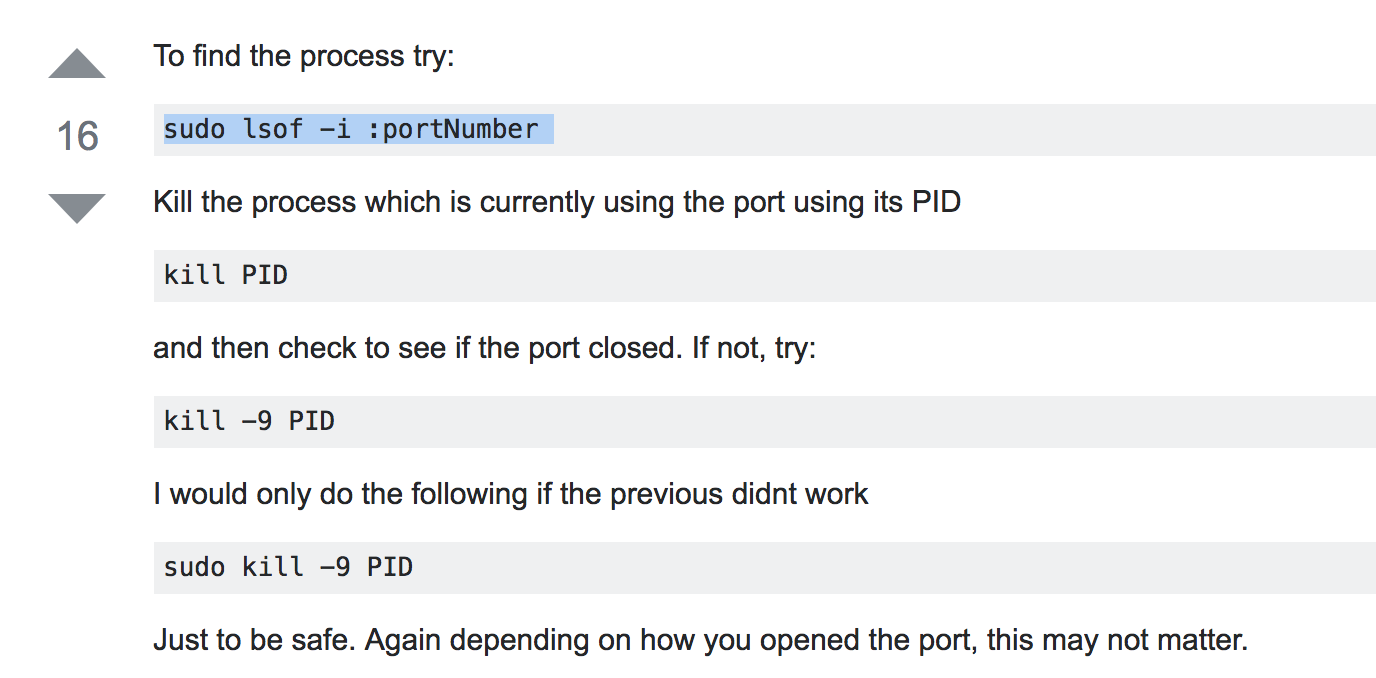 To find the process try:
16
sudo lsof -i :portNumber
Kill the process which is currently using the port using its PID
kill PID
and then check to see if the port closed. If not, try:
kill -9 PID
I would only do the following if the previous didnt work
sudo kill -9 PID
Just to be safe. Again depending on how you opened the port, this may not matter.